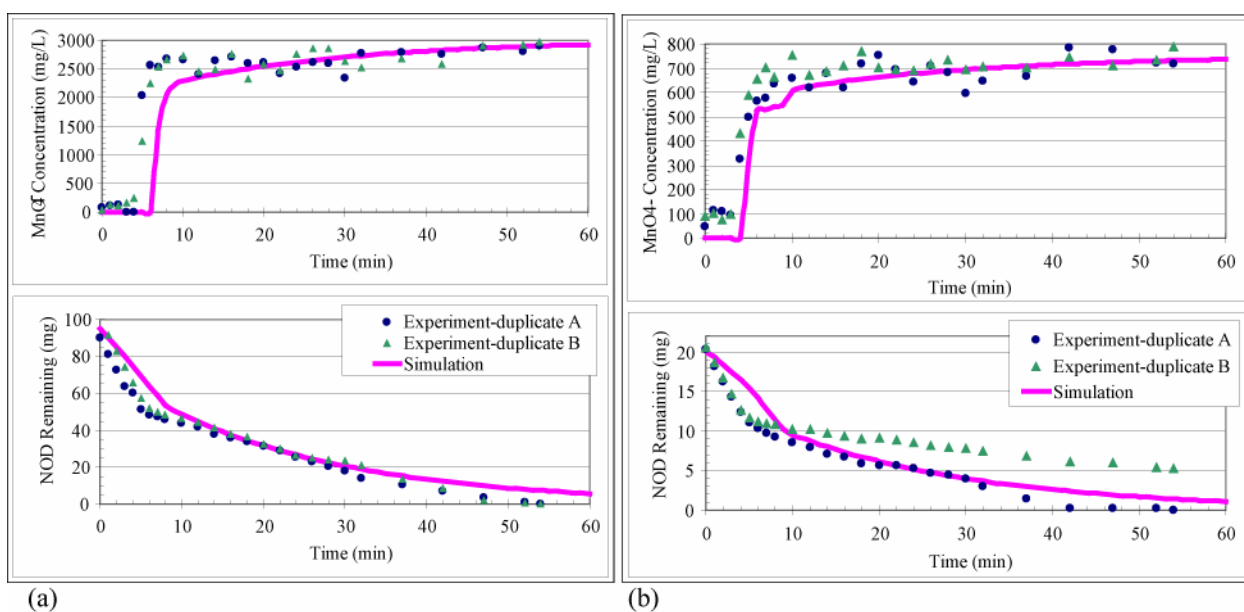 MnO4- Concentration (mg/L)
3000
2500
2000
1500
1000
500
0
0 10 20 30 40 50 60
Time (min)
NOD Remaining (mg)
100
80
60
40
20
0
Experiment-duplicate A
Experiment-duplicate B
Simulation
0 10 20 30 40 50 60
Time (min)
(a)
MnO4- Concentration (mg/L)
800
700
600
500
400
300
200
100
0
0 10 20 30 40 50 60
Time (min)
NOD Remaining (mg)
20
15
10
5
0
Experiment-duplicate A
Experiment-duplicate B
Simulation
0 10 20 30 40 50 60
Time (min)
(b)